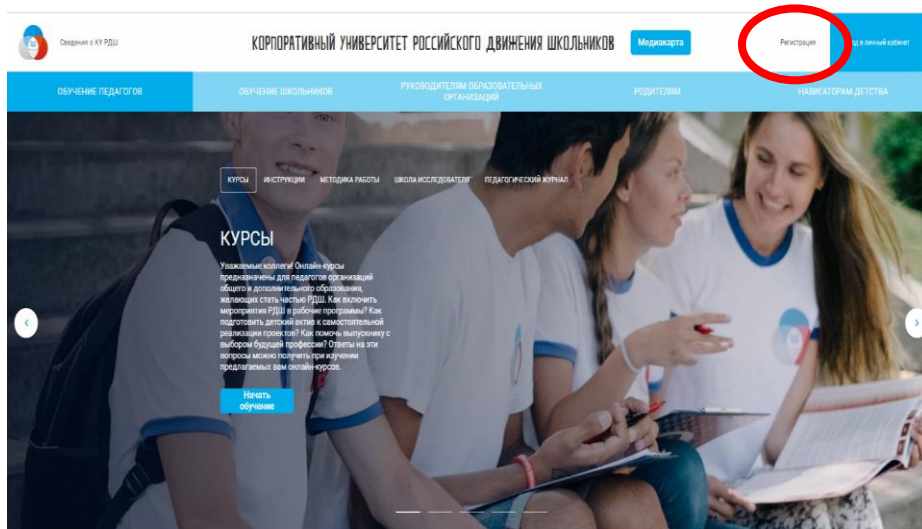 Сведения о КУ РДШ
КОРПОРАТИВНЫЙ УНИВЕРСИТЕТ РОССИЙСКОГО ДВИЖЕНИЯ ШКОЛЬНИКОВ
Медиакарта
Регистрация
в личный кабинет
ОБУЧЕНИЕ ПЕДАГОГОВ
ОБУЧЕНИЕ ШКОЛЬНИКОВ
РУКОВОДИТЕЛЯМ ОБРАЗОВАТЕЛЬНЫХ
ОРГАНИЗАЦИЙ
РОДИТЕЛЯМ
НАВИГАТОРАМ ДЕТСТВА
КУРСЫ
ИНСТРУКЦИИ
МЕТОДИКА РАБОТЫ
ШКОЛА ИССЛЕДОВАТЕЛЯ
ПЕДАГОГИЧЕСКИЙ ЖУРНАЛ
КУРСЫ
Уважаемые коллеги! Онлайн-курсы
предназначены для педагогов организаций
общего и дополнительного образования,
желающих стать частью РДШ. Как включить
мероприятия РДШ в рабочие программы? Как
подготовить детский актив к самостоятельной
реализации проектов? Как помочь выпускнику с
выбором будущей профессии? Ответы на эти
вопросы можно получить при изучении
предлагаемых вам онлайн-курсов.
Начать
обучение